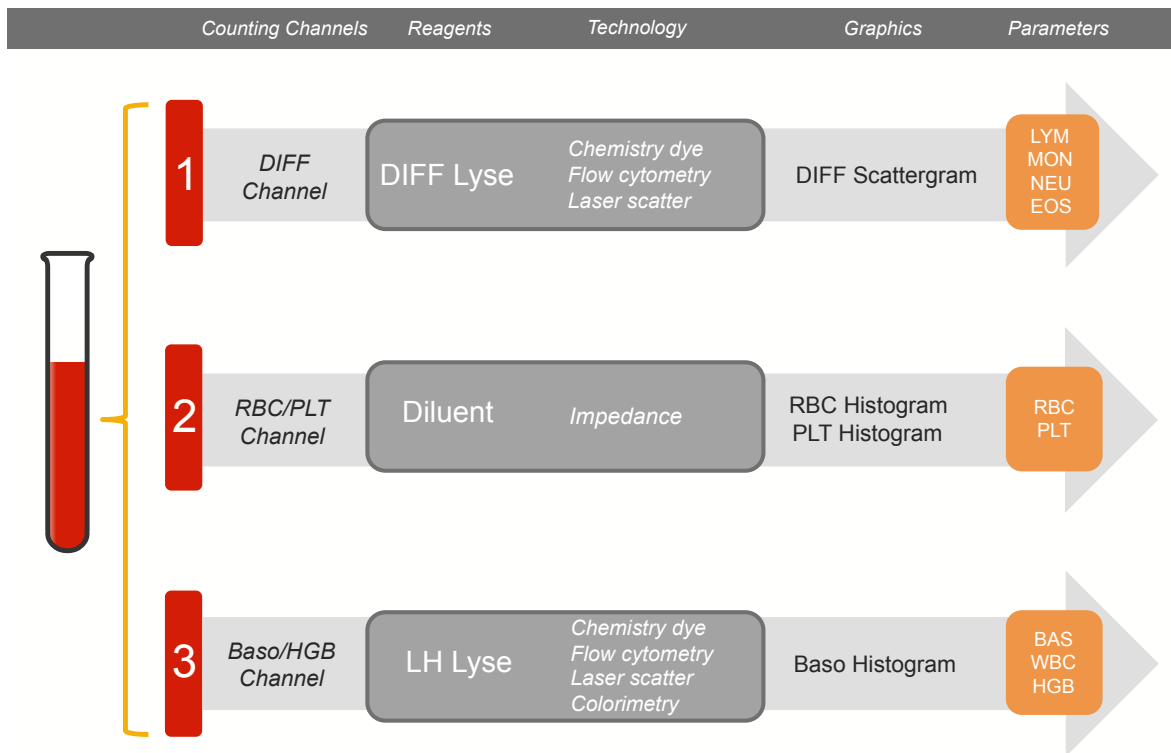 Counting Channels Reagents Technology Graphics Parameters
1
DIFF
Channel
DIFF Lyse
Chemistry dye
Flow cytometry
Laser scatter
DIFF Scattergram
LYM
MON
NEU
EOS
2
RBC/PLT
Channel
Diluent
Impedance
RBC Histogram
PLT Histogram
RBC
PLT
3
Baso/HGB
Channel
LH Lyse
Chemistry dye
Flow cytometry
Laser scatter
Colorimetry
Baso Histogram
BAS
WBC
HGB